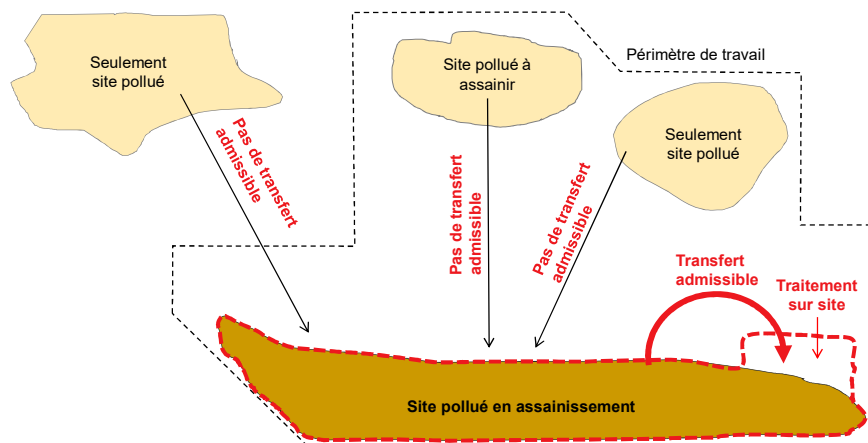 Seulement
site pollué
Site pollué à
assainir
Périmètre de travail
Seulement
site pollué
Pas de transfert
admissible
Pas de transfert
admissible
Pas de transfert
admissible
Transfert
admissible
Traitement
sur site
Site pollué en assainissement